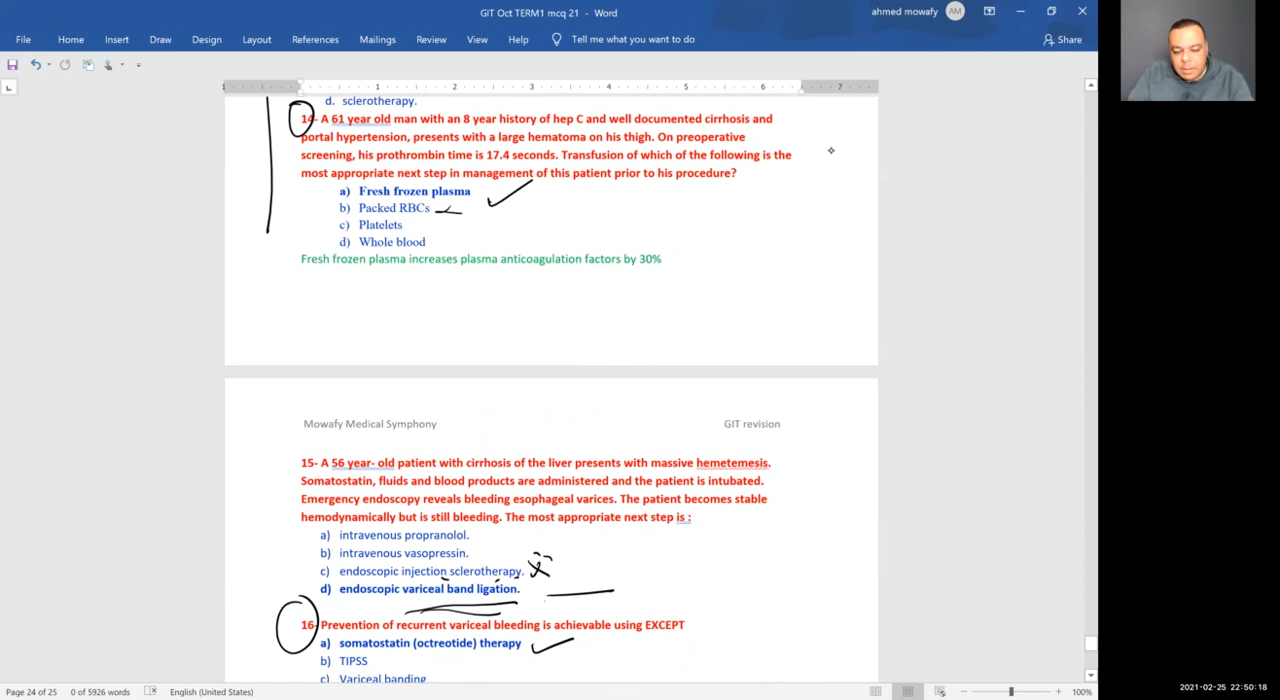 GIT Oct TERM1 mcq 21 - Word
ahmed mowafy
AM
File Home Insert Draw Design Layout References Mailings Review View Help Tell me what you want to do Share
1 1 2 3 4 5 6 7
d. sclerotherapy.
14- A 61 year old man with an 8 year history of hep C and well documented cirrhosis and
portal hypertension, presents with a large hematoma on his thigh. On preoperative
screening, his prothrombin time is 17.4 seconds. Transfusion of which of the following is the
most appropriate next step in management of this patient prior to his procedure?
a) Fresh frozen plasma
b) Packed RBCs
c) Platelets
d) Whole blood
Fresh frozen plasma increases plasma anticoagulation factors by 30%
Mowafy Medical Symphony GIT revision
15- A 56 year- old patient with cirrhosis of the liver presents with massive hemetemesis.
Somatostatin, fluids and blood products are administered and the patient is intubated.
Emergency endoscopy reveals bleeding esophageal varices. The patient becomes stable
hemodynamically but is still bleeding. The most appropriate next step is :
a) intravenous propranolol.
b) intravenous vasopressin.
c) endoscopic injection sclerotherapy.
d) endoscopic variceal band ligation.
16- Prevention of recurrent variceal bleeding is achievable using EXCEPT
a) somatostatin (octreotide) therapy
b) TIPSS
c) Variceal banding
Page 24 of 25 0 of 5926 words English (United States) 100%
2021-02-25 22:50:18